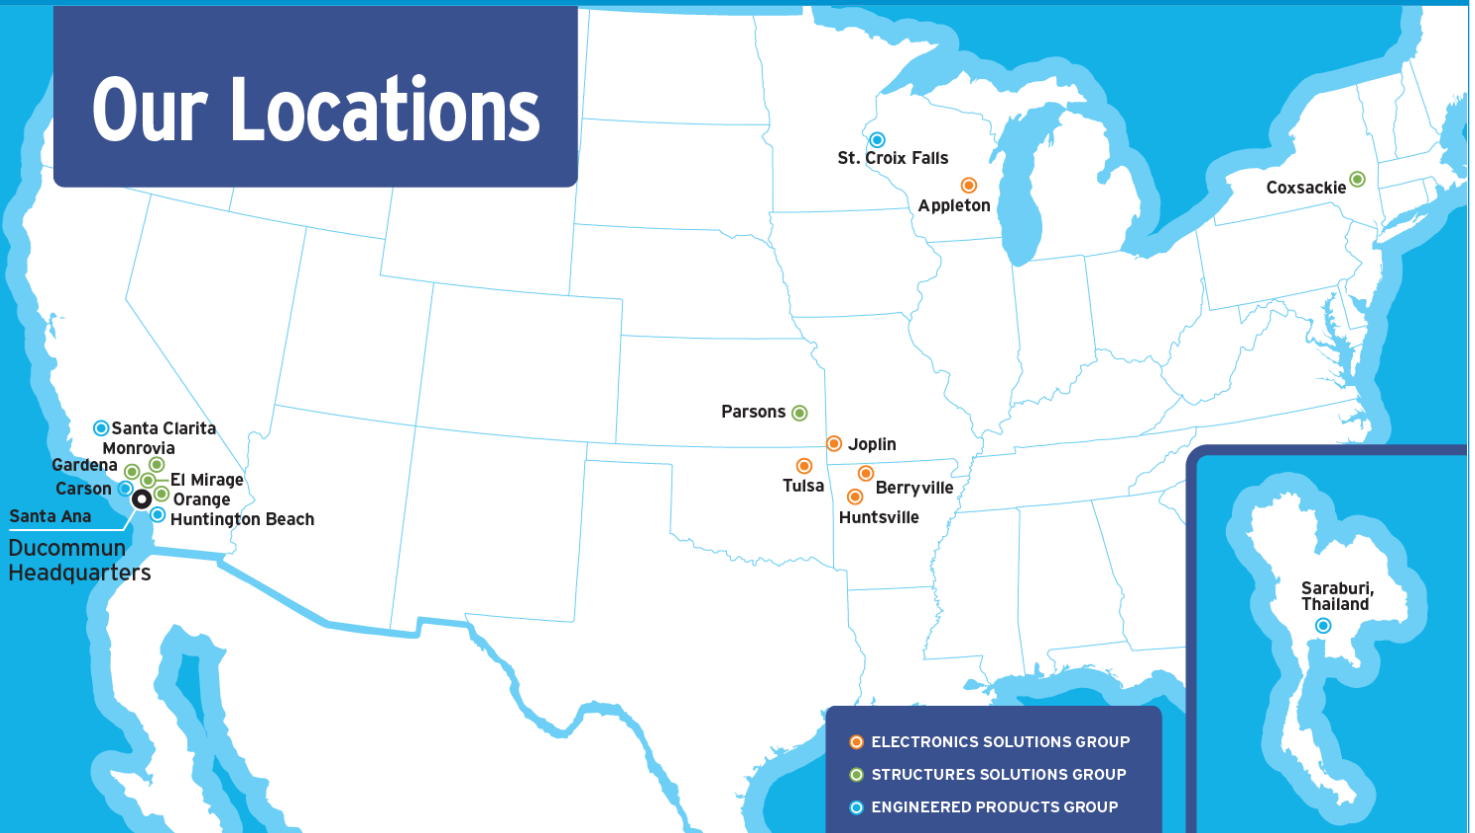 Our Locations
St. Croix Falls
Appleton
Coxsackie
Parsons
Joplin
Tulsa
Berryville
Huntsville
Santa Clarita
Monrovia
Gardena
El Mirage
Carson
Orange
Santa Ana
Huntington Beach
Ducommun
Headquarters
Saraburi,
Thailand
ELECTRONICS SOLUTIONS GROUP
STRUCTURES SOLUTIONS GROUP
ENGINEERED PRODUCTS GROUP